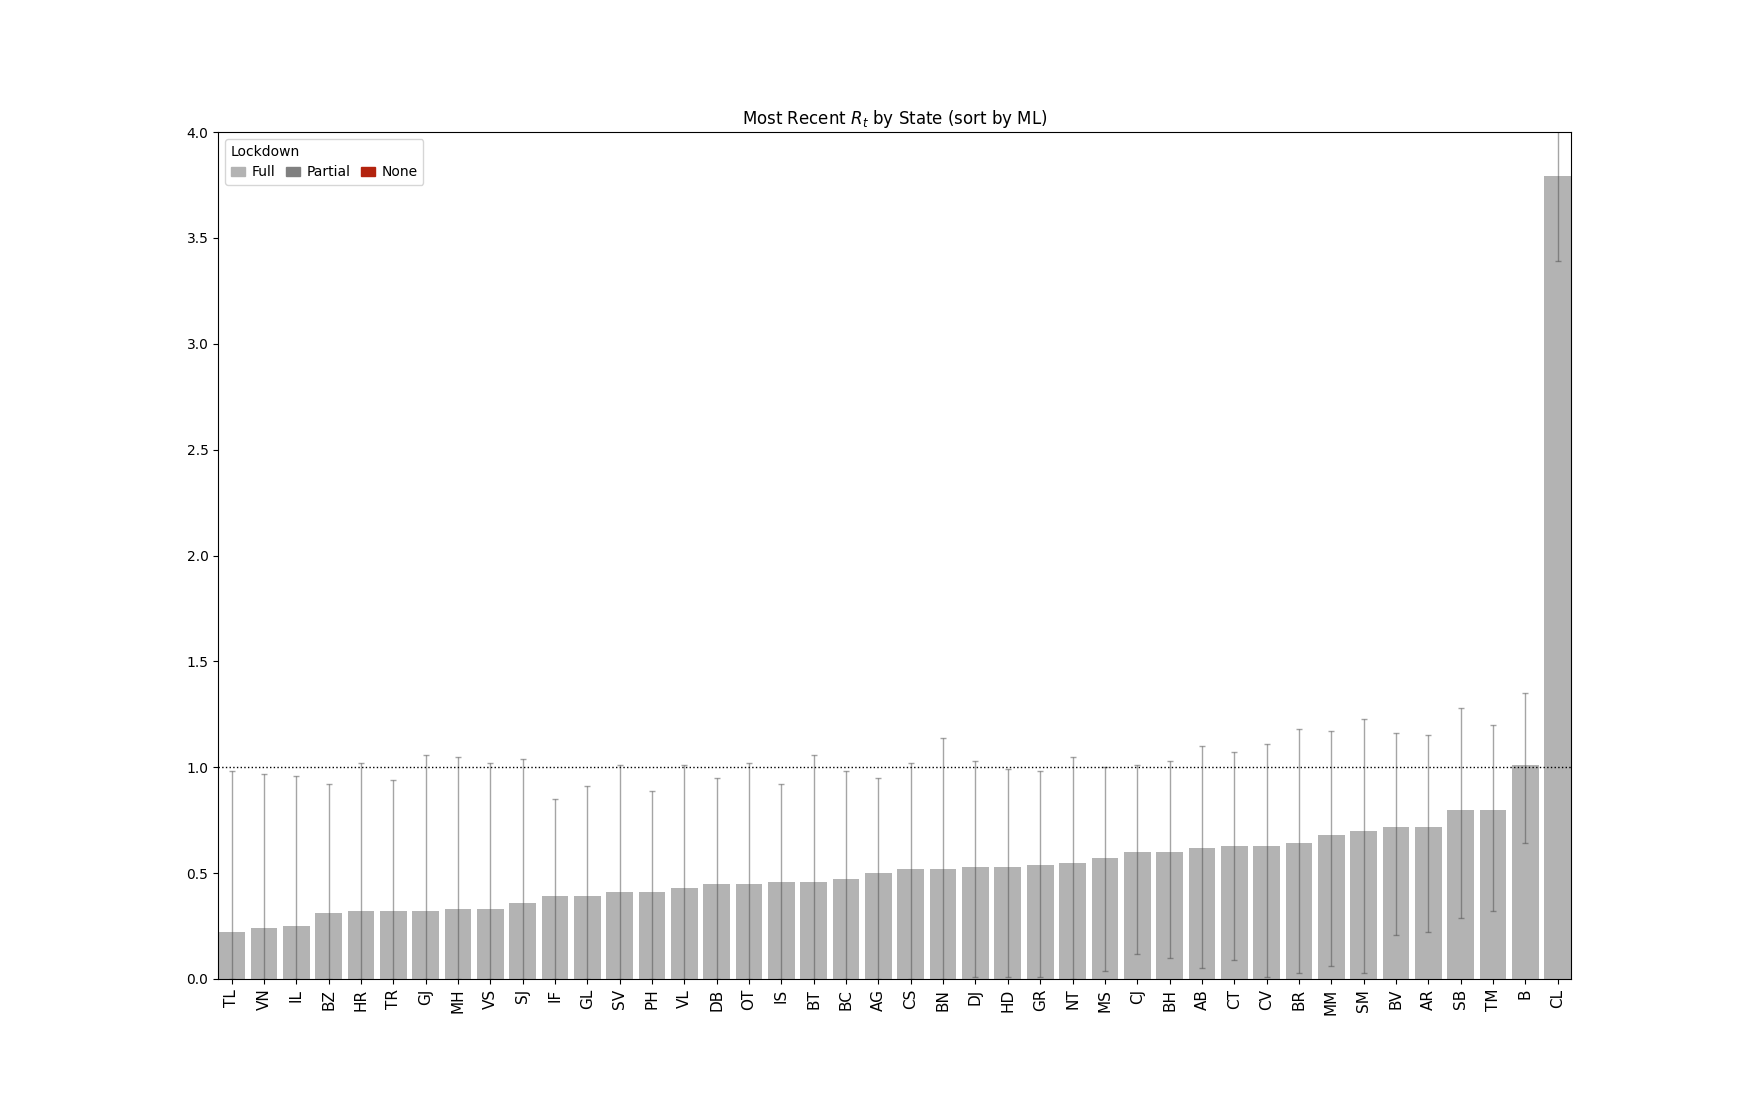 Most Recent Rt by State (sort by ML)
4.0
Lockdown
Full Partial None
3.5
3.0
2.5
2.0
1.5
1.0
0.5
0.0
TL VN IL BZ HR TR GJ MH VS SJ IF GL SV PH VL DB OT IS BT BC AG CS BN DJ HD GR NT MS CJ BH AB CT CV BR MM SM BV AR SB TM B CL